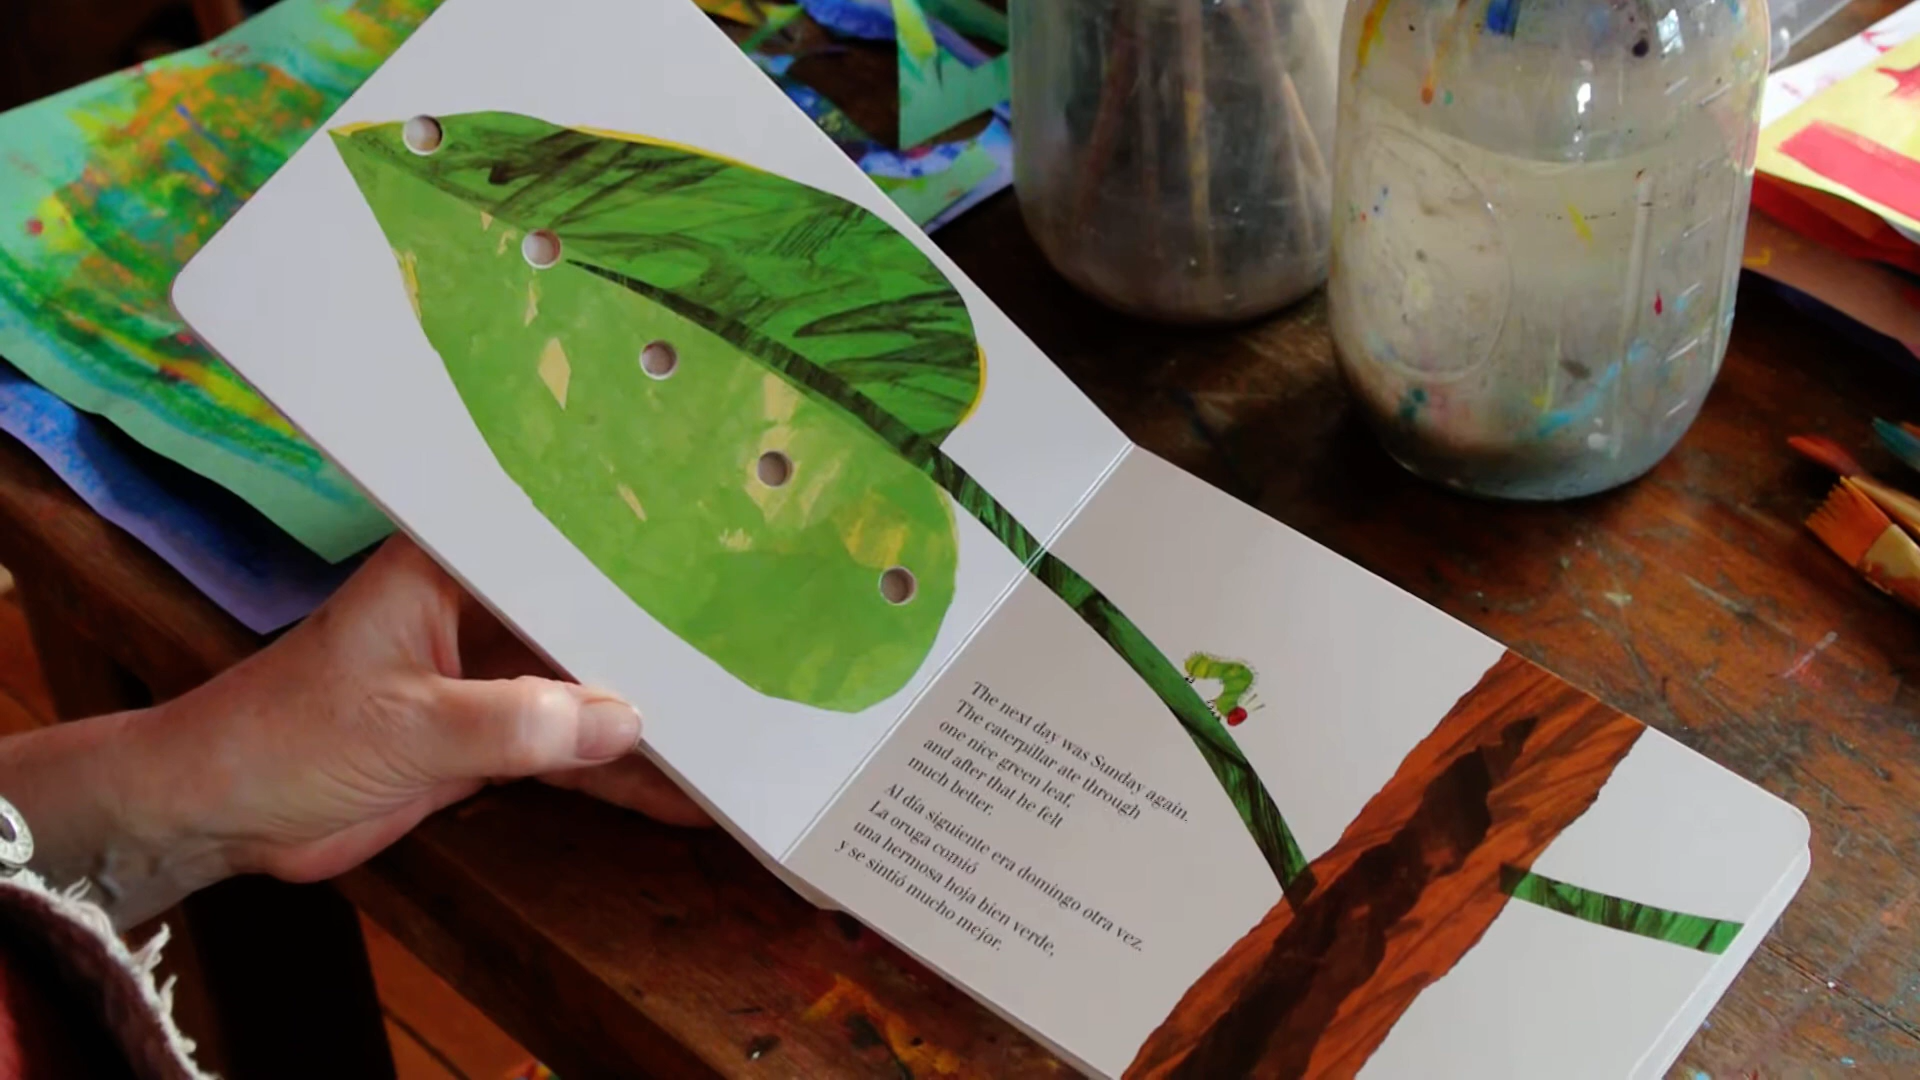 The next day was Sunday again.
The caterpillar ate through
one nice green leaf,
and after that he felt
much better.
Al día siguiente era domingo otra vez.
La oruga comió
una hermosa hoja bien verde,
y se sintió mucho mejor.